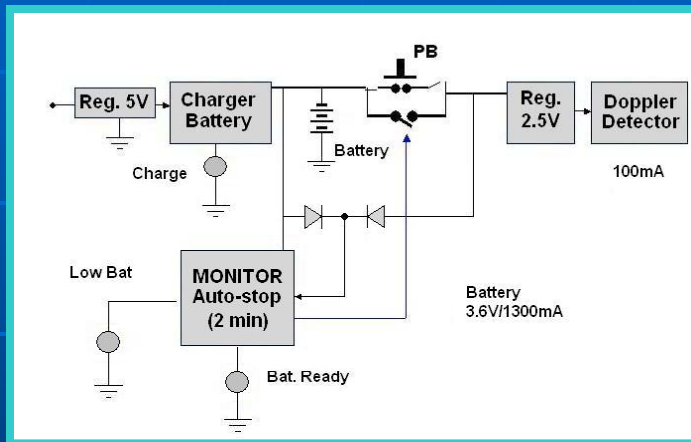 PB
Reg. 5V
Charger
Battery
Reg.
2.5V
Doppler
Detector
Battery
Charge
100mA
Low Bat
MONITOR
Auto-stop
(2 min)
Battery
3.6V/1300mA
Bat. Ready